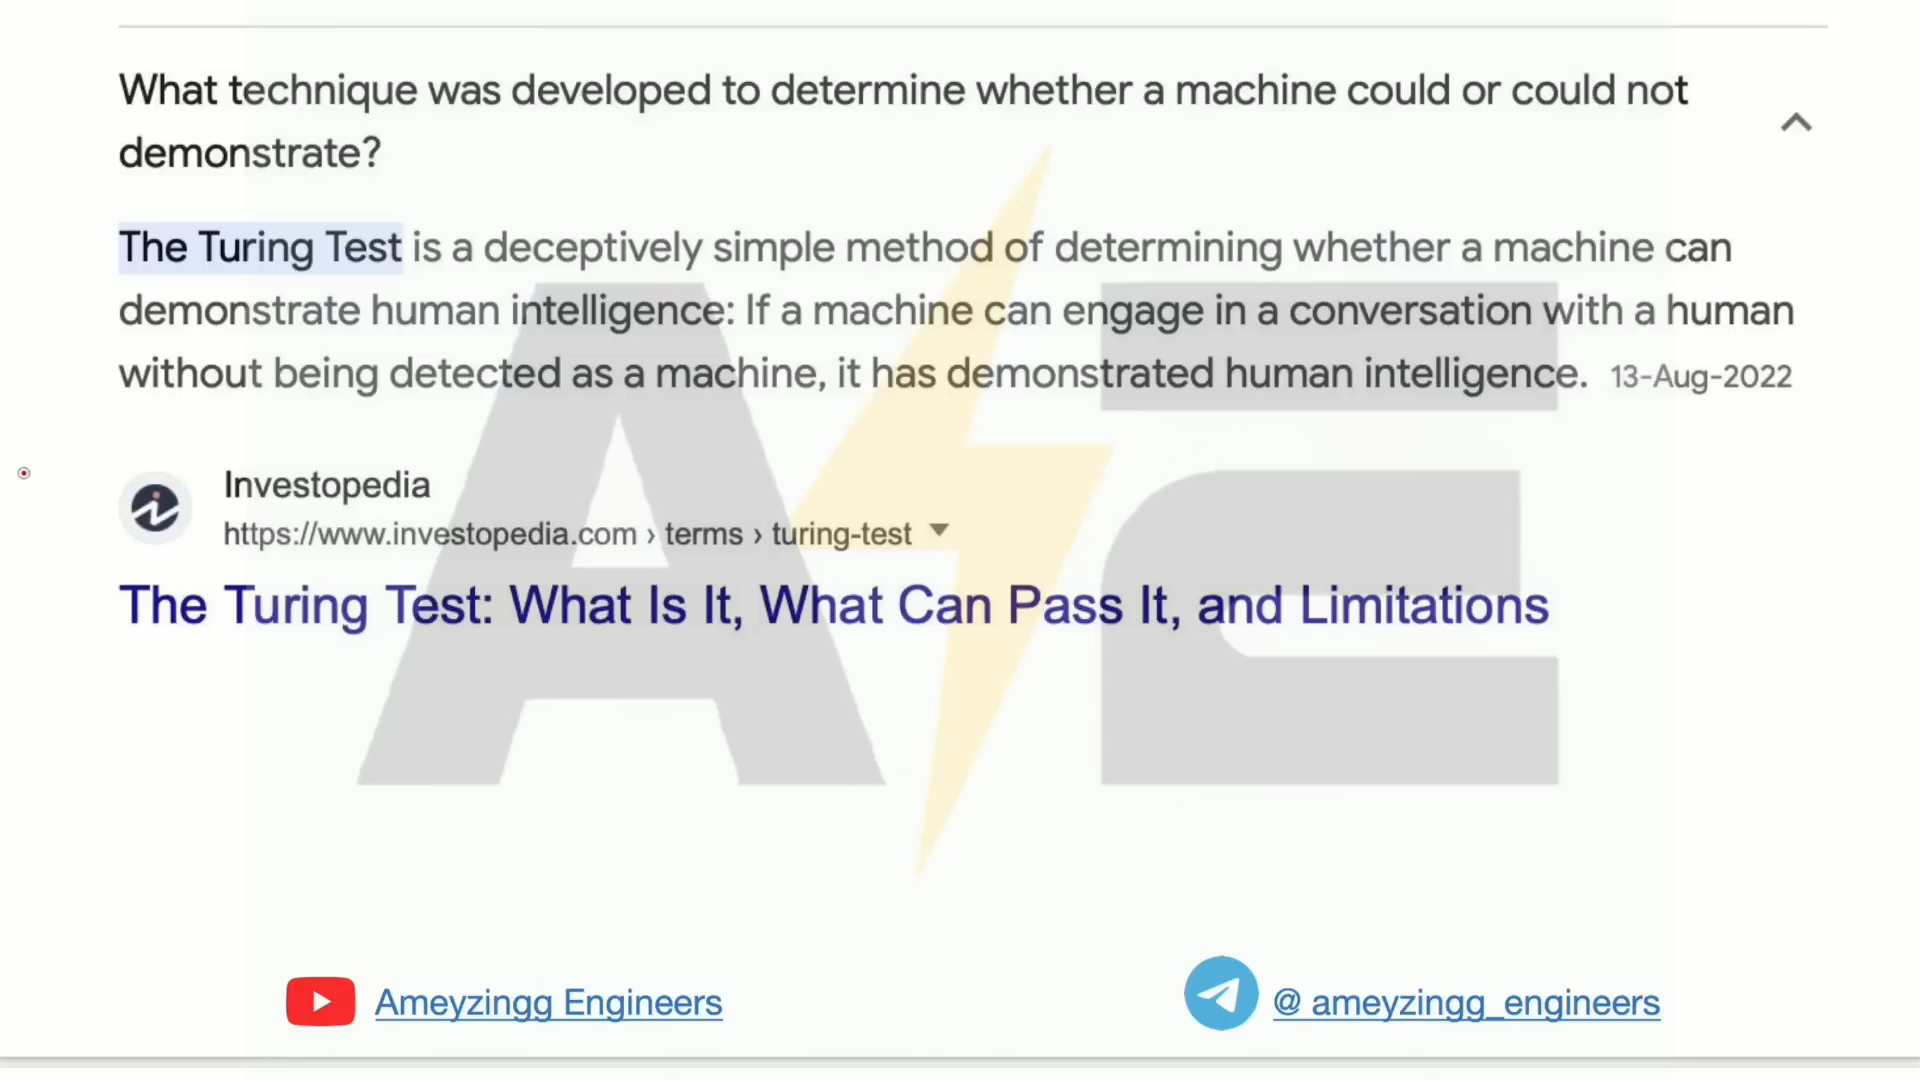 What technique was developed to determine whether a machine could or could not
demonstrate?
The Turing Test is a deceptively simple method of determining whether a machine can
demonstrate human intelligence: If a machine can engage in a conversation with a human
without being detected as a machine, it has demonstrated human intelligence. 13-Aug-2022
Investopedia
https://www.investopedia.com › terms › turing-test
The Turing Test: What Is It, What Can Pass It, and Limitations
AE
Ameyzingg Engineers
@ ameyzingg_engineers